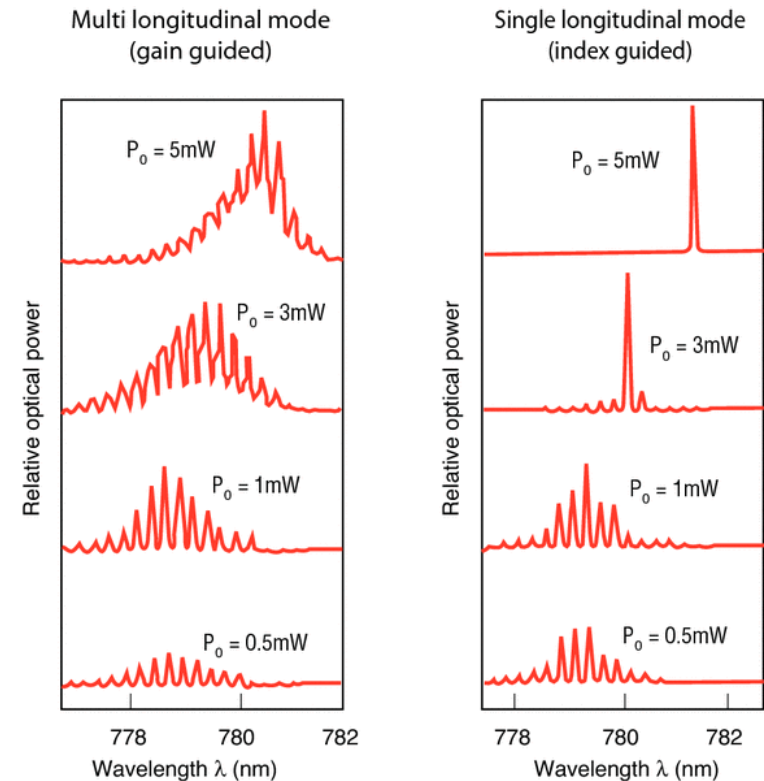 Multi longitudinal mode
(gain guided)
Relative optical power
P₀ = 5mW
P₀ = 3mW
P₀ = 1mW
P₀ = 0.5mW
778 780 782
Wavelength λ (nm)
Single longitudinal mode
(index guided)
Relative optical power
P₀ = 5mW
P₀ = 3mW
P₀ = 1mW
P₀ = 0.5mW
778 780 782
Wavelength λ (nm)